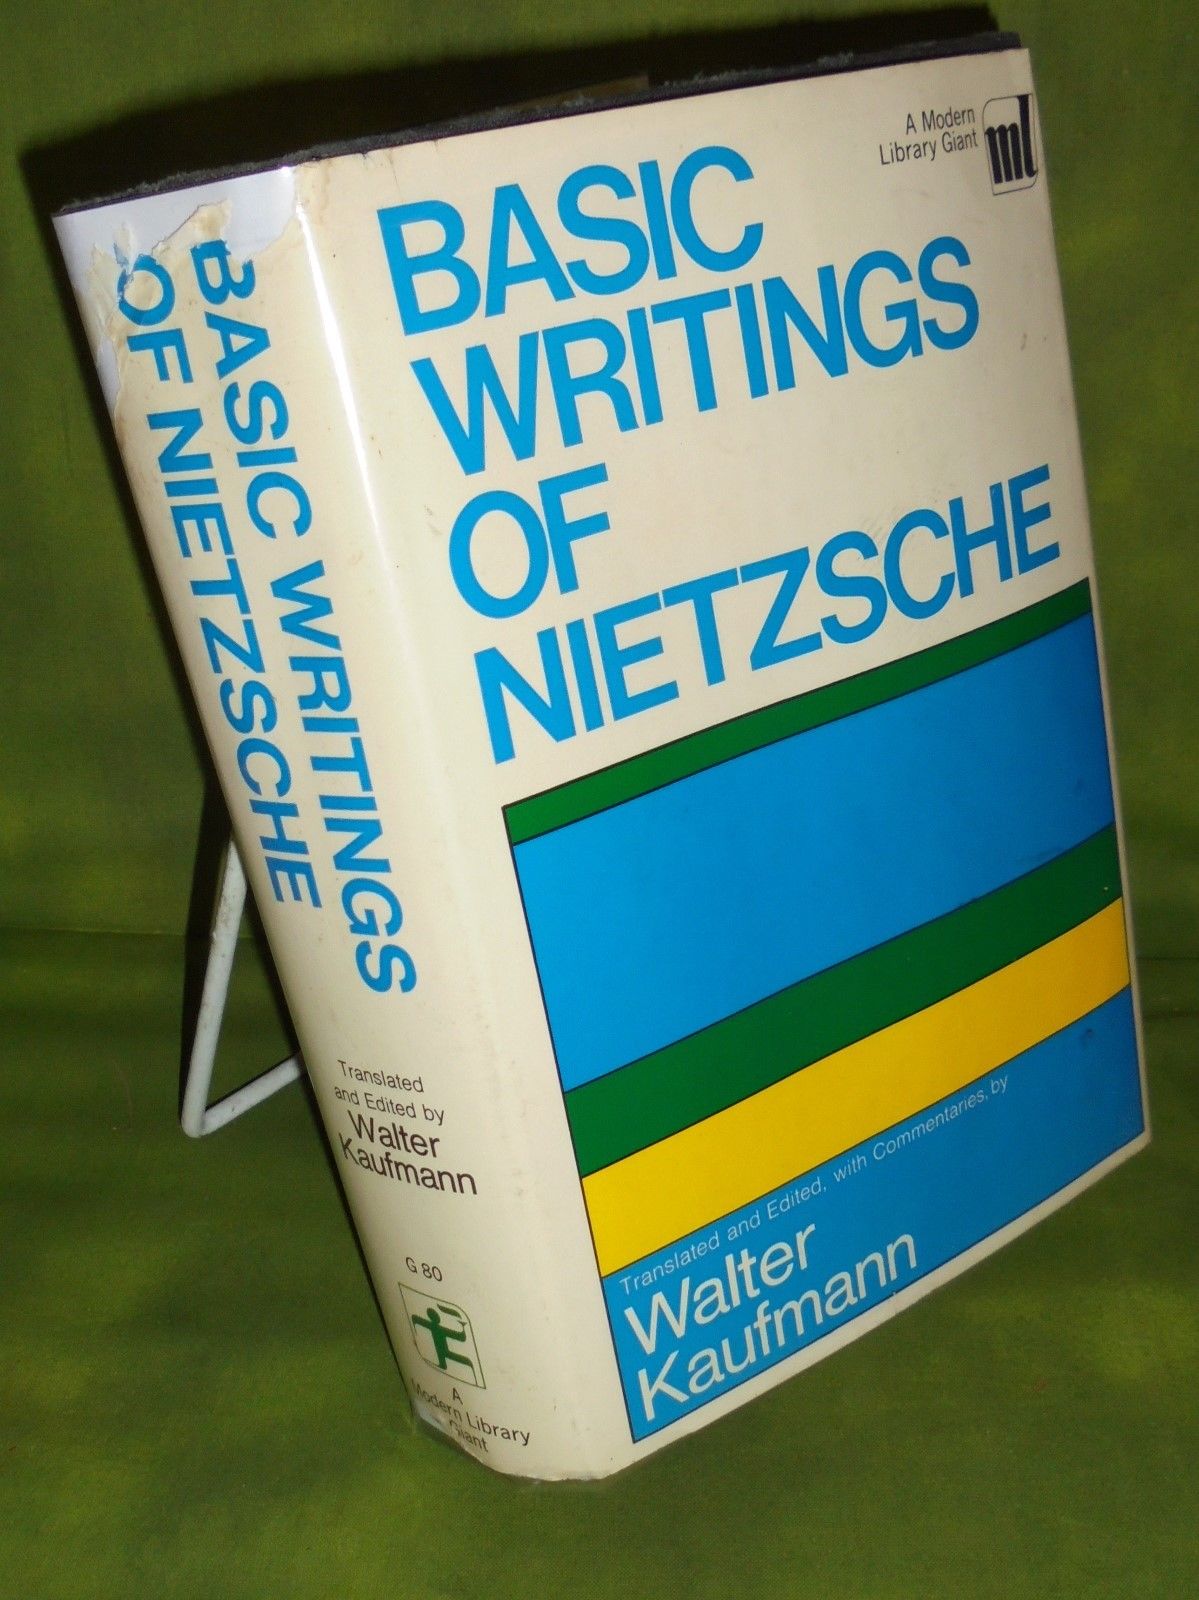 A Modern
Library Giant
ml
BASIC
WRITINGS
OF
NIETZSCHE
Translated and Edited, with Commentaries, by
Walter
Kaufmann
BASIC WRITINGS
OF NIETZSCHE
Translated
and Edited by
Walter
Kaufmann
G 80
A
Modern Library
Giant